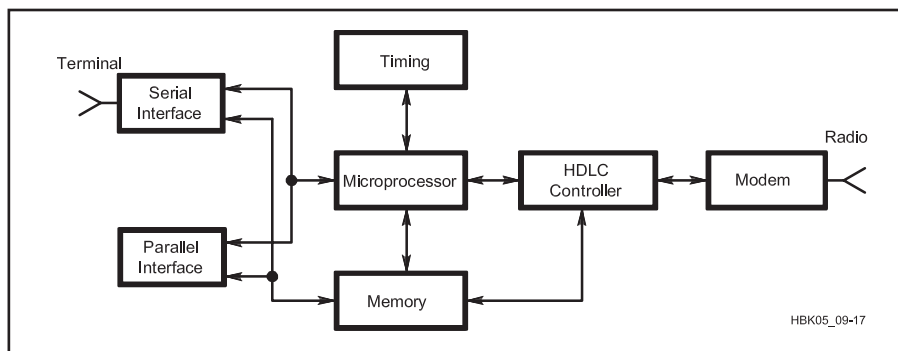 Timing
Terminal
Serial
Interface
Radio
Microprocessor
HDLC
Controller
Modem
Parallel
Interface
Memory
HBK05_09-17